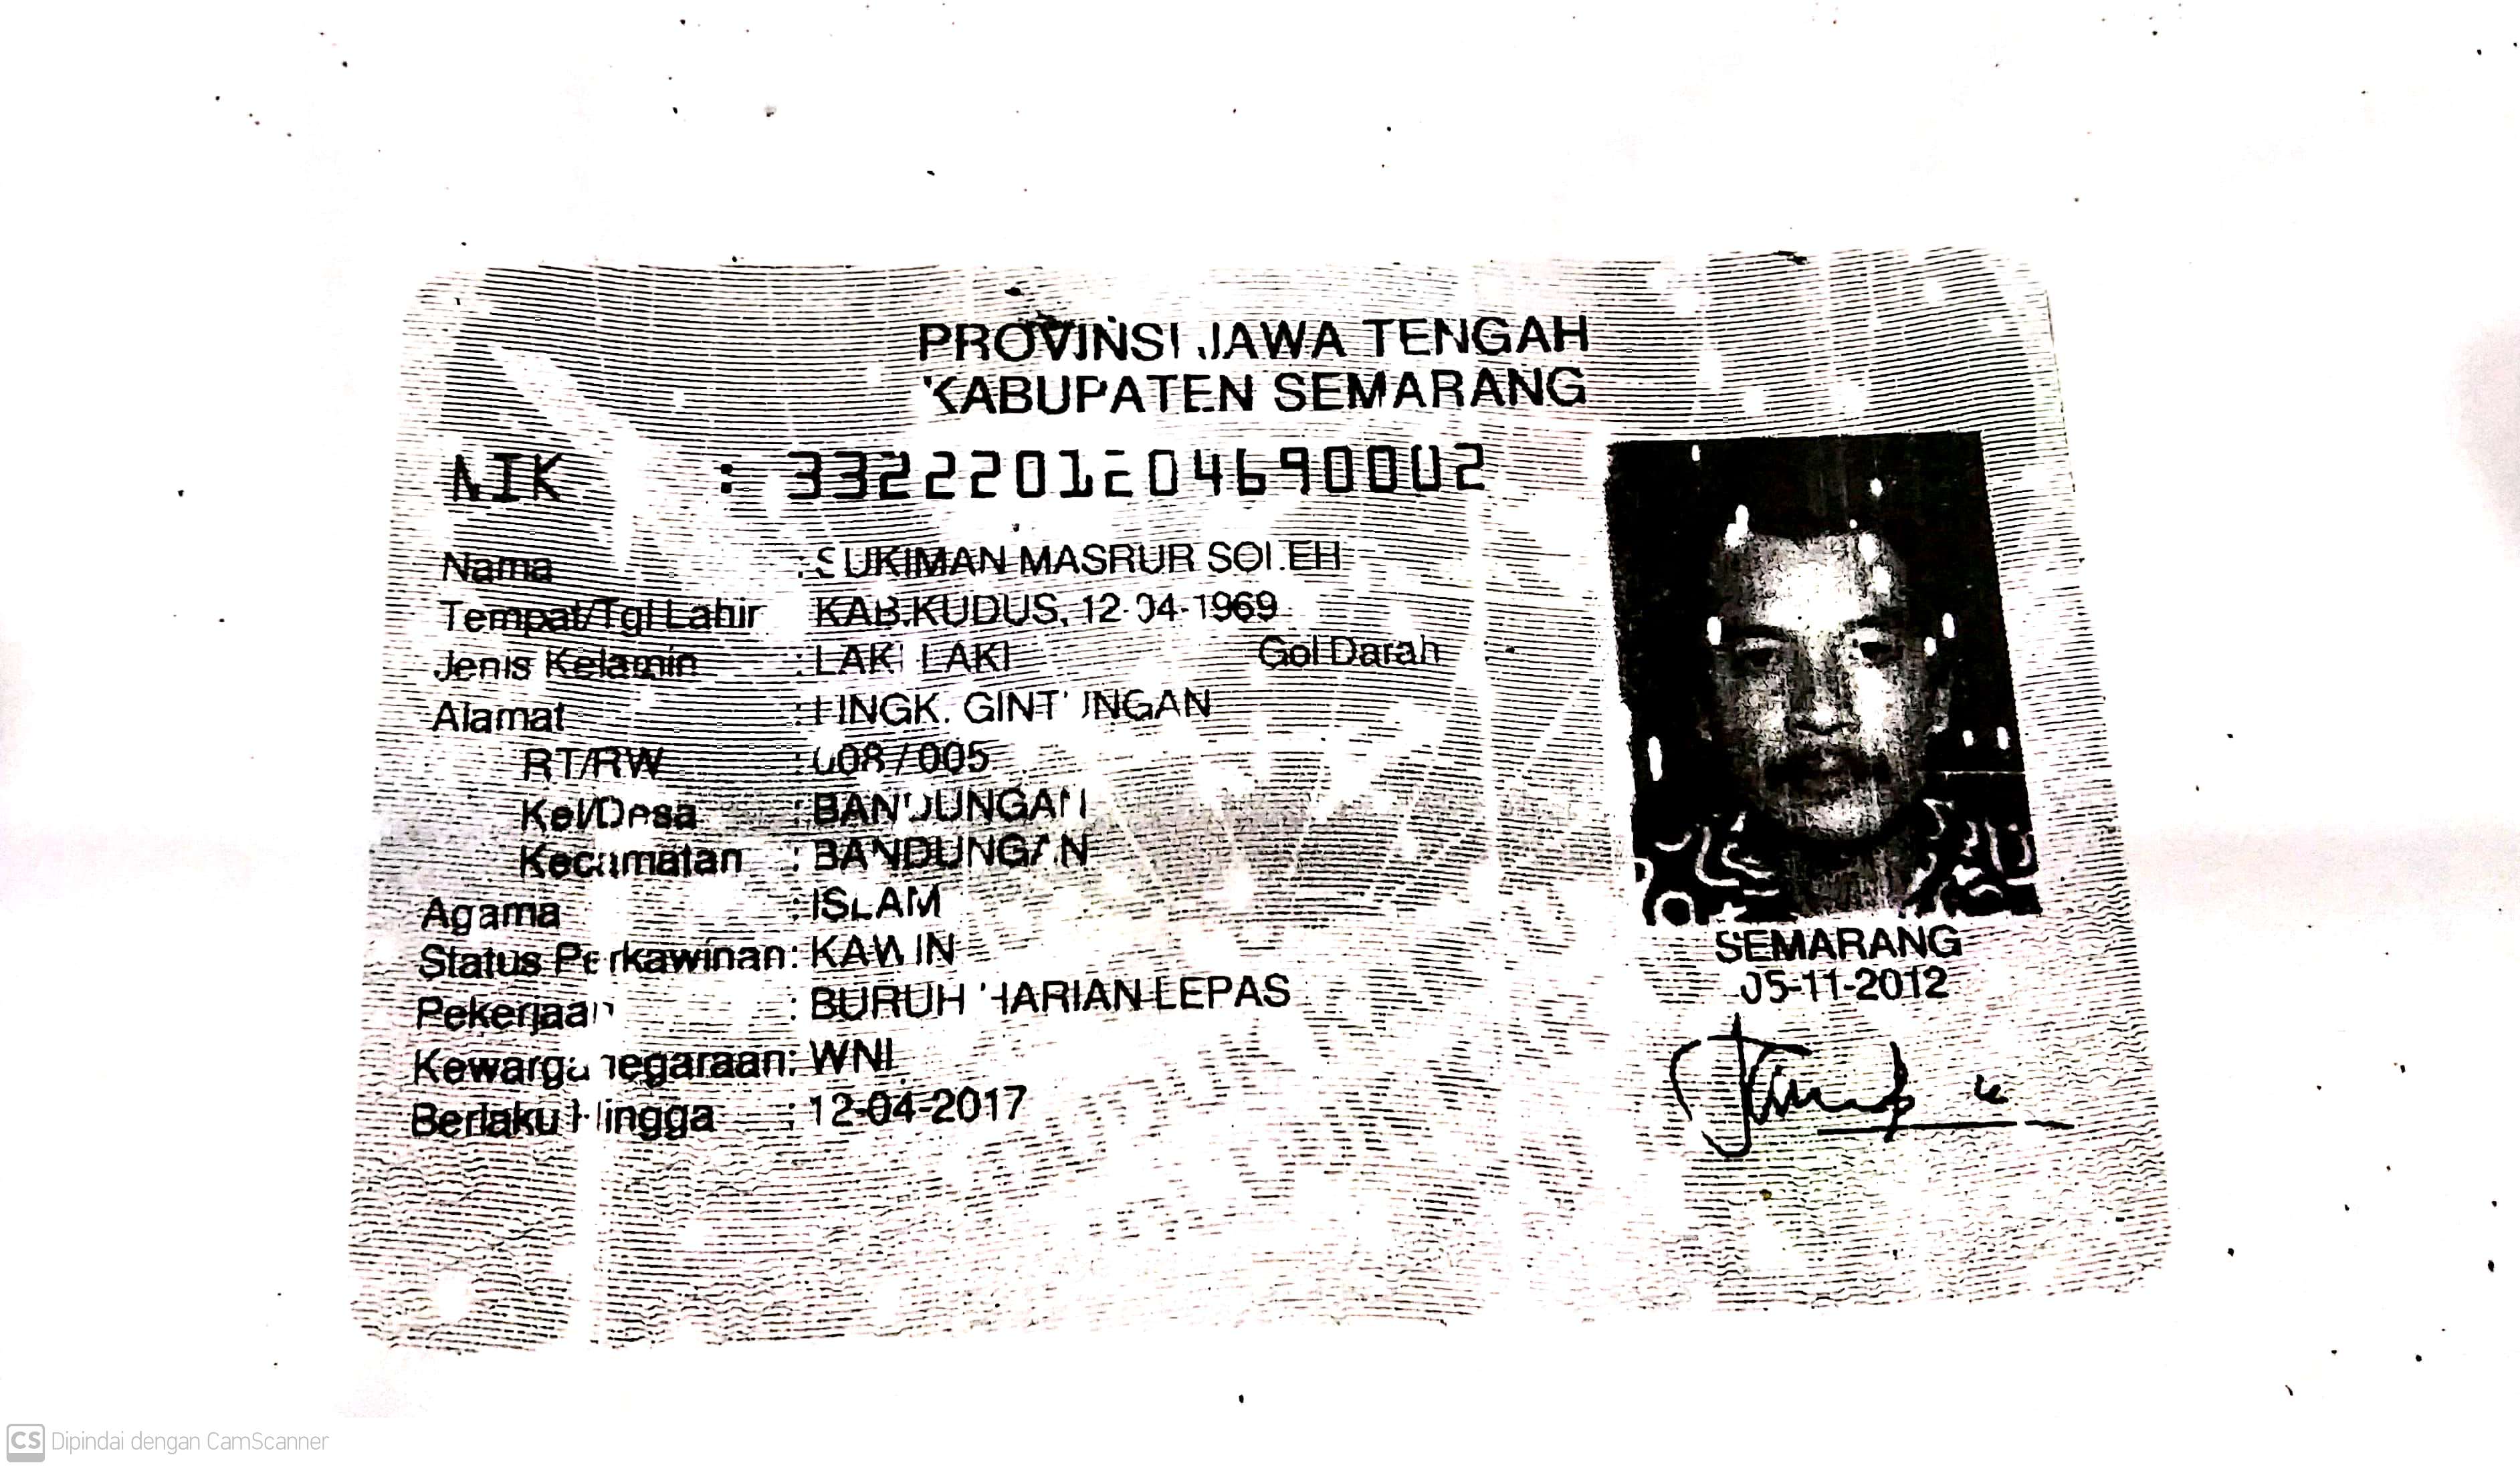 PROVINSI JAWA TENGAH
KABUPATEN SEMARANG
NIK : 3322201204690002
Nama : SUKIMAN MASRUR SOLEH
Tempat/Tgl Lahir KAB.KUDUS, 12-04-1969
Jenis Kelamin : LAKI LAKI Gol Darah : -
Alamat : LINGK. GINTUNGAN
RT/RW : 008 / 005
Kel/Desa : BANDUNGAN
Kecamatan : BANDUNGAN
Agama : ISLAM
Status Perkawinan: KAWIN
Pekerjaan : BURUH HARIAN LEPAS
Kewarganegaraan: WNI
Berlaku Hingga : 12-04-2017
SEMARANG
05-11-2012
CS Dipindai dengan CamScanner